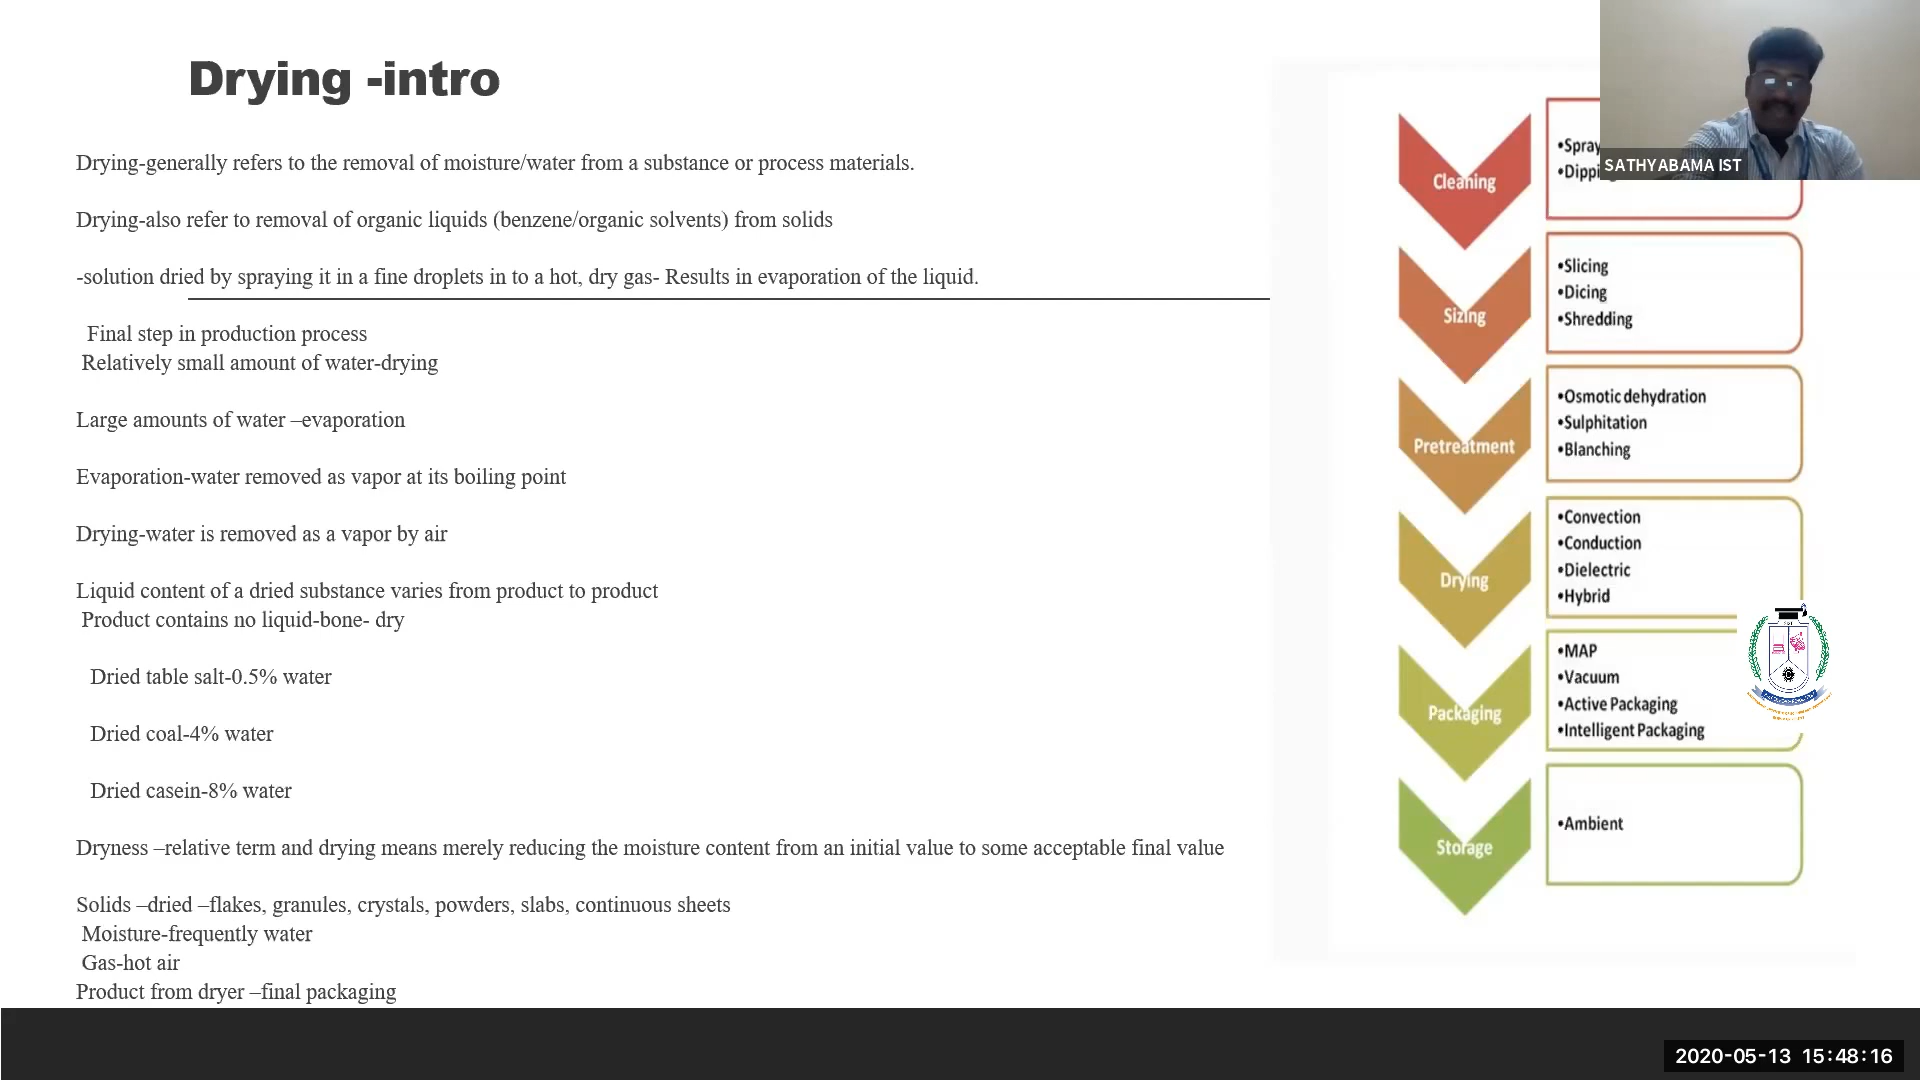 Drying -intro
Drying-generally refers to the removal of moisture/water from a substance or process materials.
Drying-also refer to removal of organic liquids (benzene/organic solvents) from solids
-solution dried by spraying it in a fine droplets in to a hot, dry gas- Results in evaporation of the liquid.
Final step in production process
Relatively small amount of water-drying
Large amounts of water –evaporation
Evaporation-water removed as vapor at its boiling point
Drying-water is removed as a vapor by air
Liquid content of a dried substance varies from product to product
Product contains no liquid-bone- dry
Dried table salt-0.5% water
Dried coal-4% water
Dried casein-8% water
Dryness –relative term and drying means merely reducing the moisture content from an initial value to some acceptable final value
Solids –dried –flakes, granules, crystals, powders, slabs, continuous sheets
Moisture-frequently water
Gas-hot air
Product from dryer –final packaging
Cleaning
•Spray
•Dippi
Sizing
•Slicing
•Dicing
•Shredding
Pretreatment
•Osmotic dehydration
•Sulphitation
•Blanching
Drying
•Convection
•Conduction
•Dielectric
•Hybrid
Packaging
•MAP
•Vacuum
•Active Packaging
•Intelligent Packaging
Storage
•Ambient
SATHYABAMA IST
2020-05-13 15:48:16